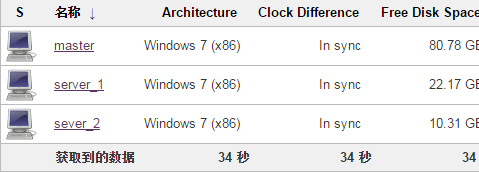 S 名称 ↓ Architecture Clock Difference Free Disk Space
master Windows 7 (x86) In sync 80.78 GB
server_1 Windows 7 (x86) In sync 22.17 GB
sever_2 Windows 7 (x86) In sync 10.31 GB
获取到的数据 34 秒 34 秒 34